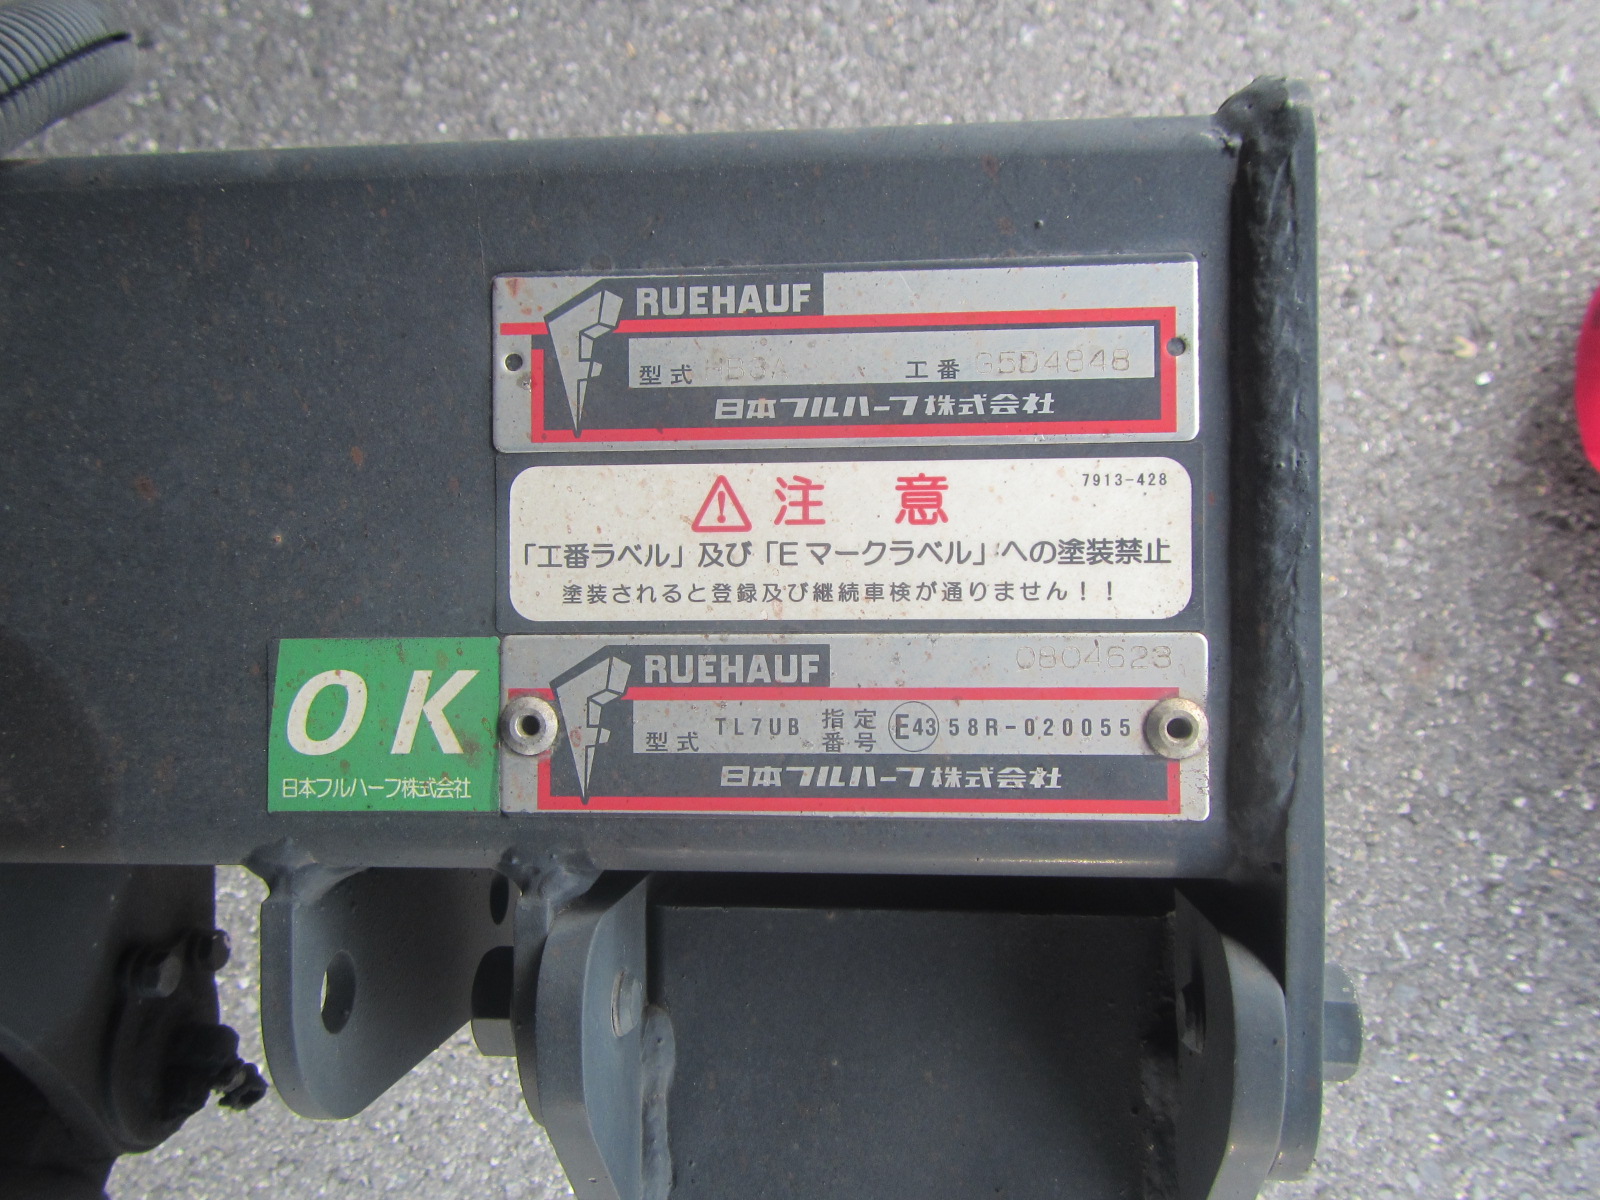 RUEHAUF
型式 HB3A 工番 G5D4848
日本フルハーフ株式会社
7913-428
注意
「工番ラベル」及び「Eマークラベル」への塗装禁止
塗装されると登録及び継続車検が通りません!!
RUEHAUF 0804623
型式 TL7UB 指定番号 E43 58R-020055
日本フルハーフ株式会社
OK
日本フルハーフ株式会社